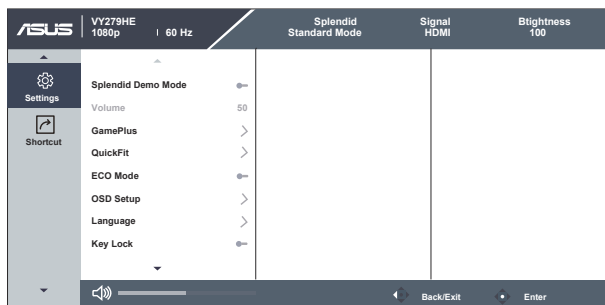 ASUS
VY279HE
1080p | 60 Hz
Splendid
Standard Mode
Signal
HDMI
Btightness
100
Settings
Shortcut
Splendid Demo Mode
Volume 50
GamePlus
QuickFit
ECO Mode
OSD Setup
Language
Key Lock
Back/Exit
Enter